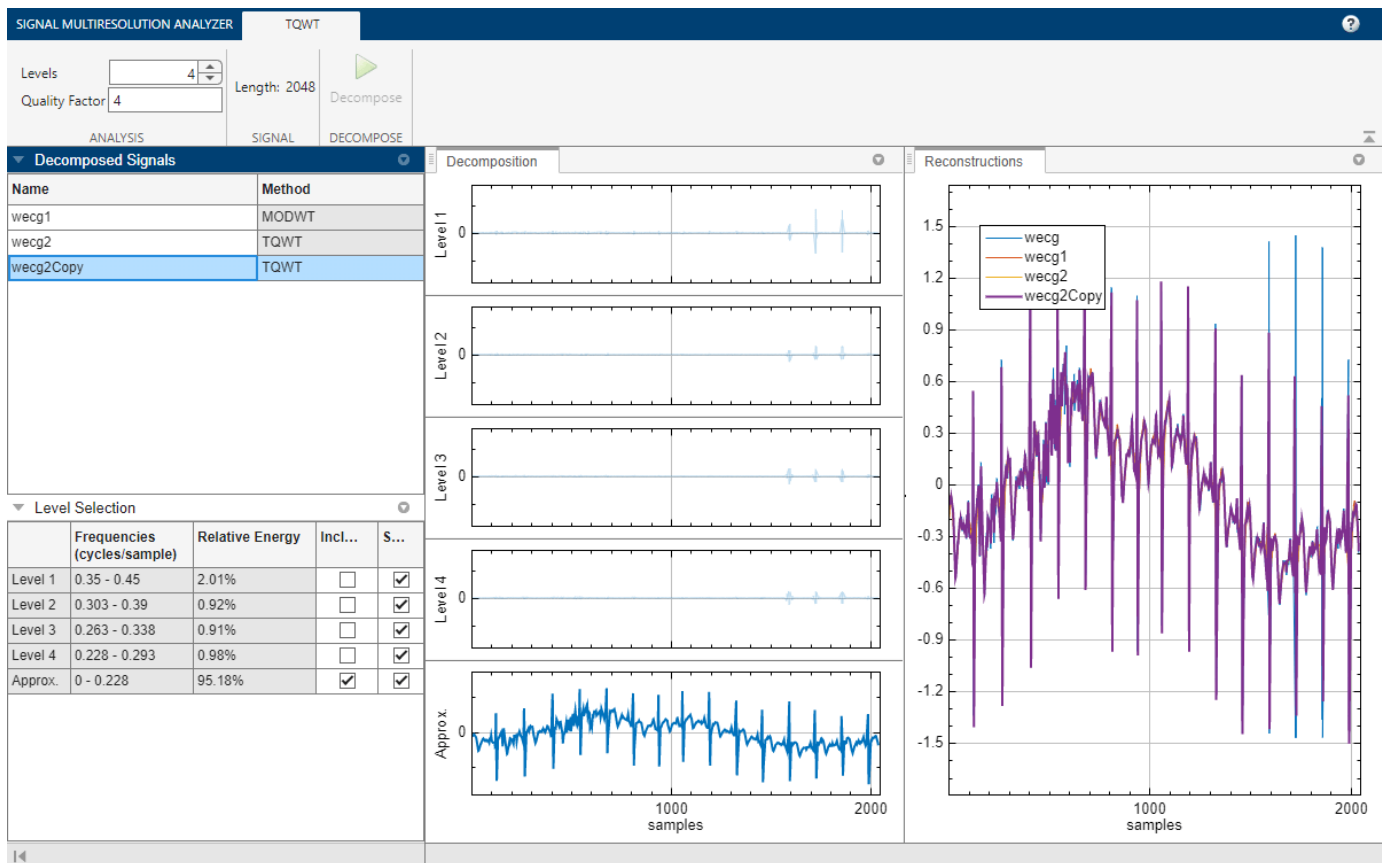 SIGNAL MULTIRESOLUTION ANALYZER TQWT ?
Levels 4
Quality Factor 4
Length: 2048
Decompose
ANALYSIS SIGNAL DECOMPOSE
Decomposed Signals
Name Method
wecg1 MODWT
wecg2 TQWT
wecg2Copy TQWT
Level Selection
Frequencies (cycles/sample) Relative Energy Incl... S...
Level 1 0.35 - 0.45 2.01%
Level 2 0.303 - 0.39 0.92%
Level 3 0.263 - 0.338 0.91%
Level 4 0.228 - 0.293 0.98%
Approx. 0 - 0.228 95.18%
Decomposition
Level 1 0
Level 2 0
Level 3 0
Level 4 0
Approx. 0
1000 2000
samples
Reconstructions
wecg
wecg1
wecg2
wecg2Copy
1.5
1.2
0.9
0.6
0.3
0
-0.3
-0.6
-0.9
-1.2
-1.5
1000 2000
samples